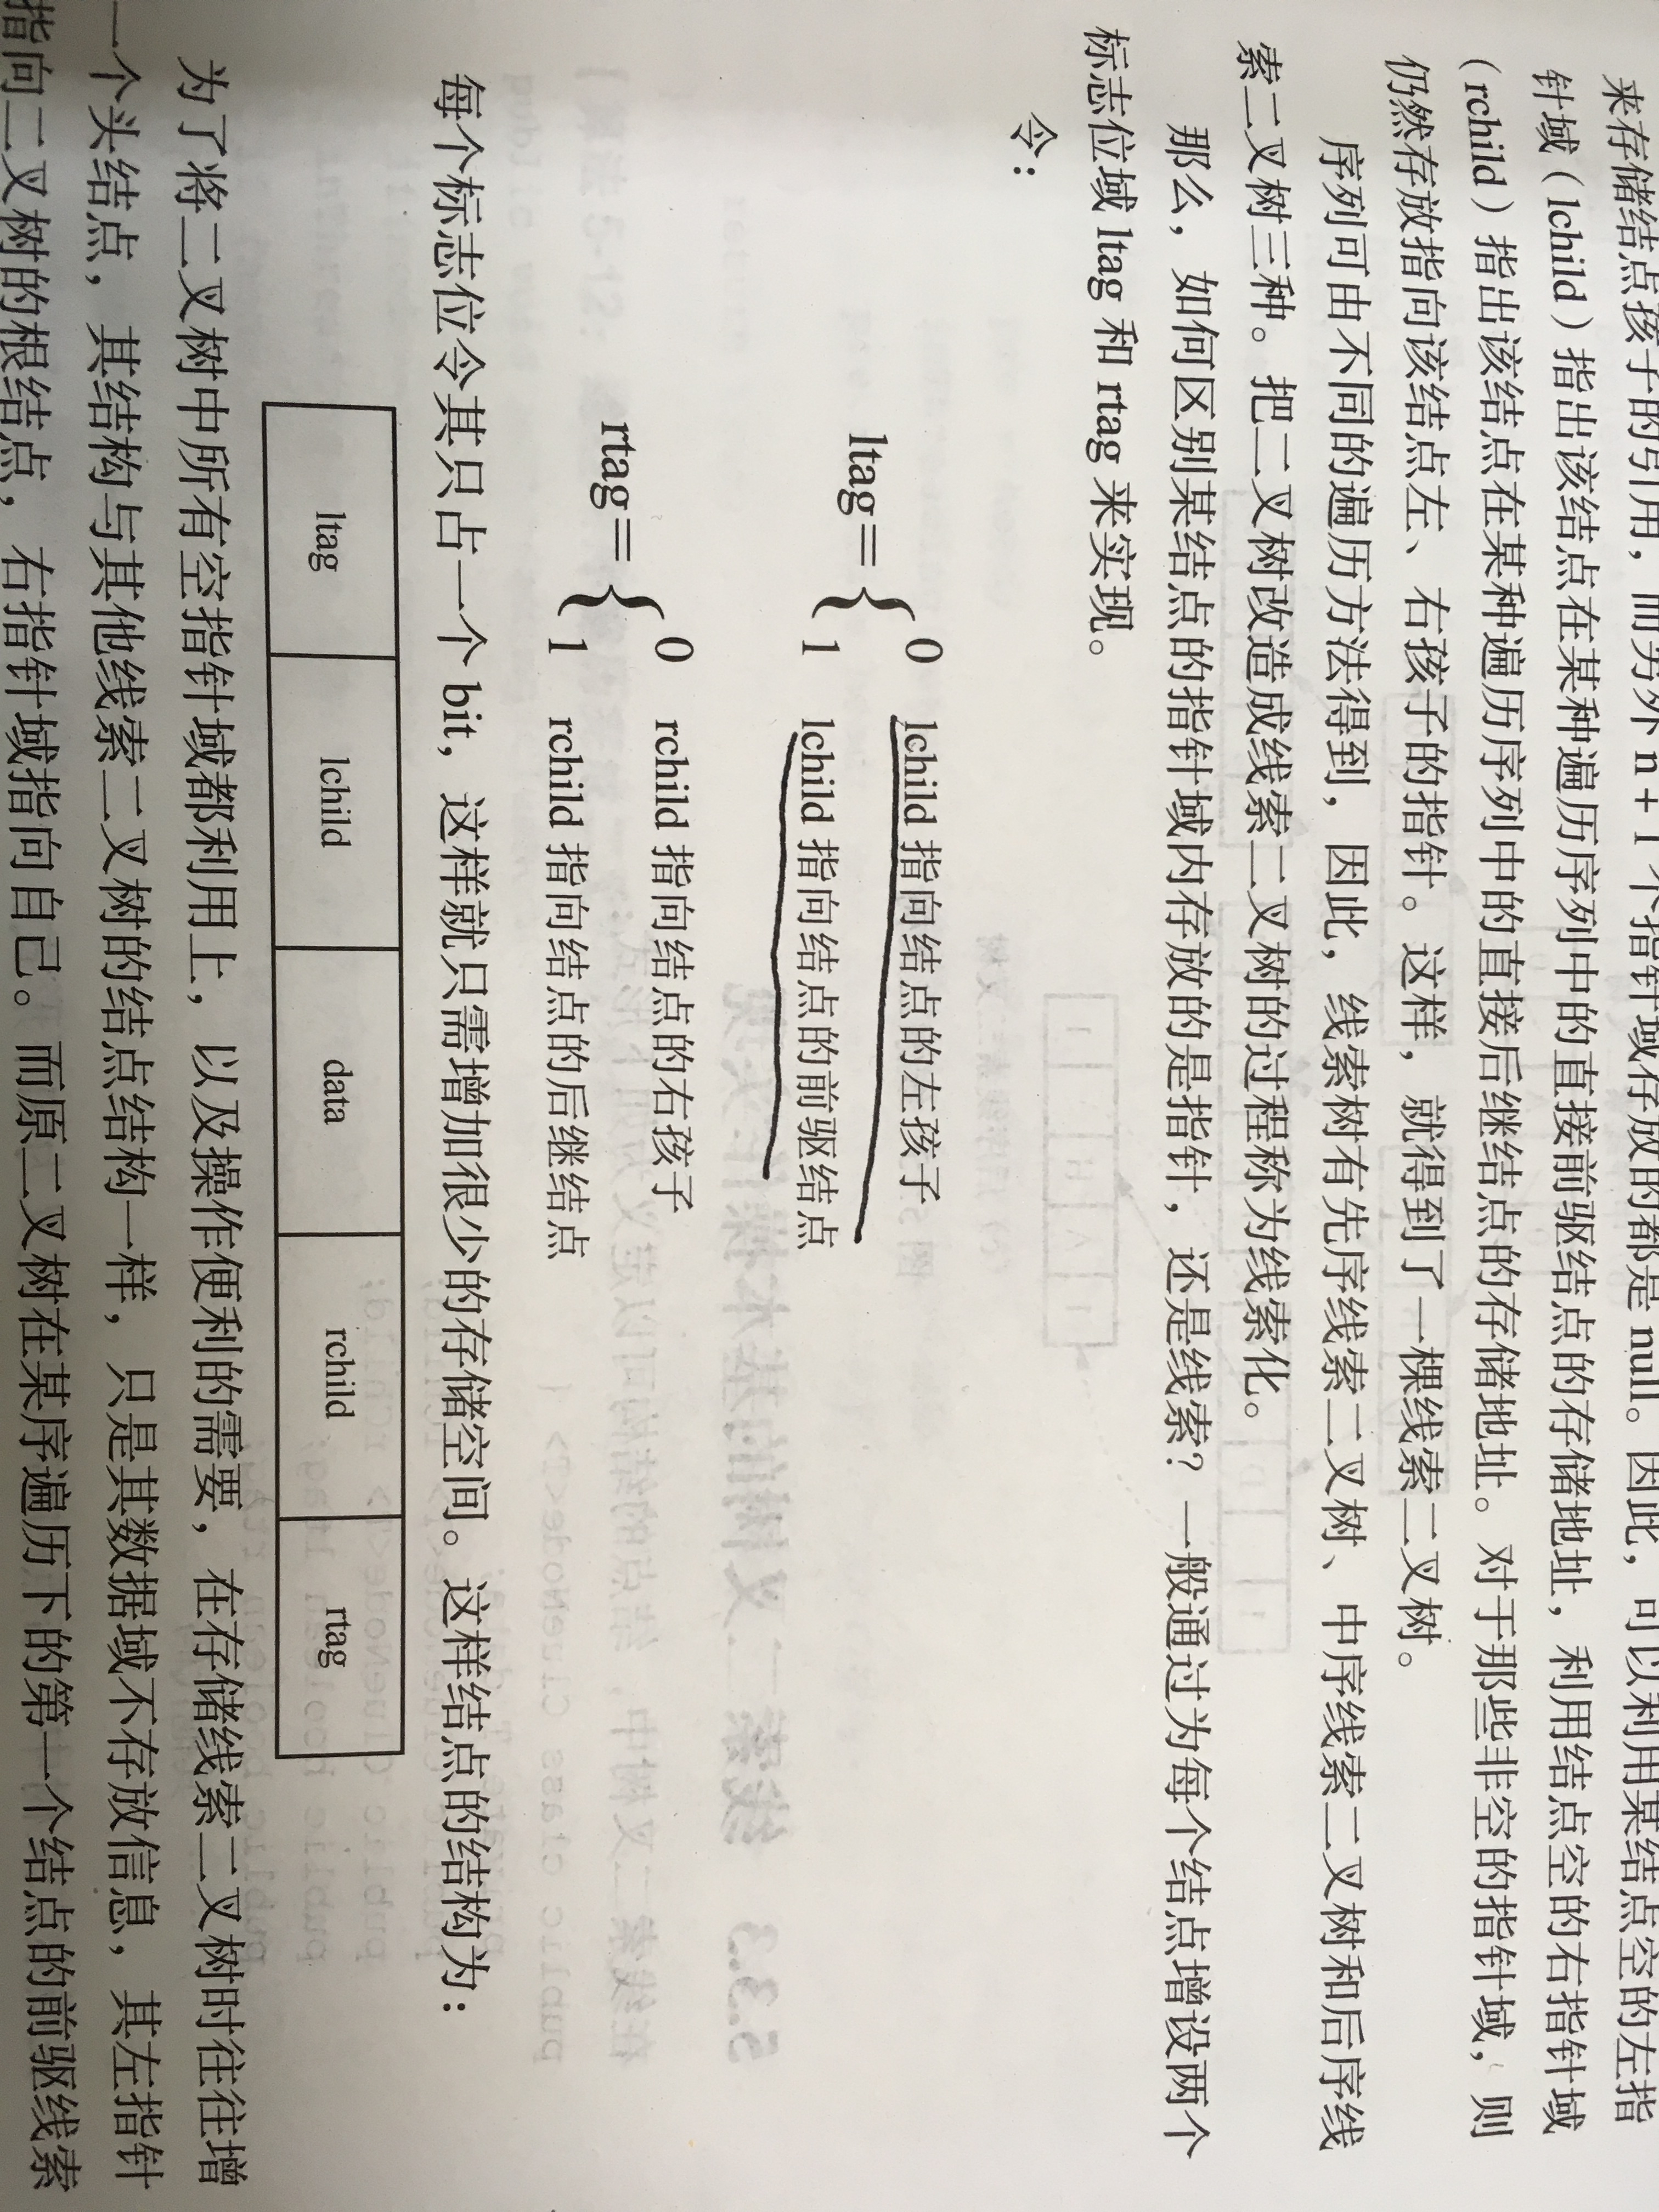 来存储结点孩子的引用，而另外 n + 1 个指针域存放的都是 null。因此，可以利用某结点空的左指
针域（lchild）指出该结点在某种遍历序列中的直接前驱结点的存储地址，利用结点空的右指针域
（rchild）指出该结点在某种遍历序列中的直接后继结点的存储地址。对于那些非空的指针域，则
仍然存放指向该结点左、右孩子的指针。这样，就得到了一棵线索二叉树。
序列可由不同的遍历方法得到，因此，线索树有先序线索二叉树、中序线索二叉树和后序线
索二叉树三种。把二叉树改造成线索二叉树的过程称为线索化。
那么，如何区别某结点的指针域内存放的是指针，还是线索？一般通过为每个结点增设两个
标志位域 ltag 和 rtag 来实现。
令：
0 lchild 指向结点的左孩子
ltag={
1 lchild 指向结点的前驱结点
0 rchild 指向结点的右孩子
rtag={
1 rchild 指向结点的后继结点
每个标志位令其只占一个 bit，这样就只需增加很少的存储空间。这样结点的结构为：
ltag lchild data rchild rtag
为了将二叉树中所有空指针域都利用上，以及操作便利的需要，在存储线索二叉树时往往增
一个头结点，其结构与其他线索二叉树的结点结构一样，只是其数据域不存放信息，其左指针
指向二叉树的根结点，右指针域指向自己。而原二叉树在某序遍历下的第一个结点的前驱线索